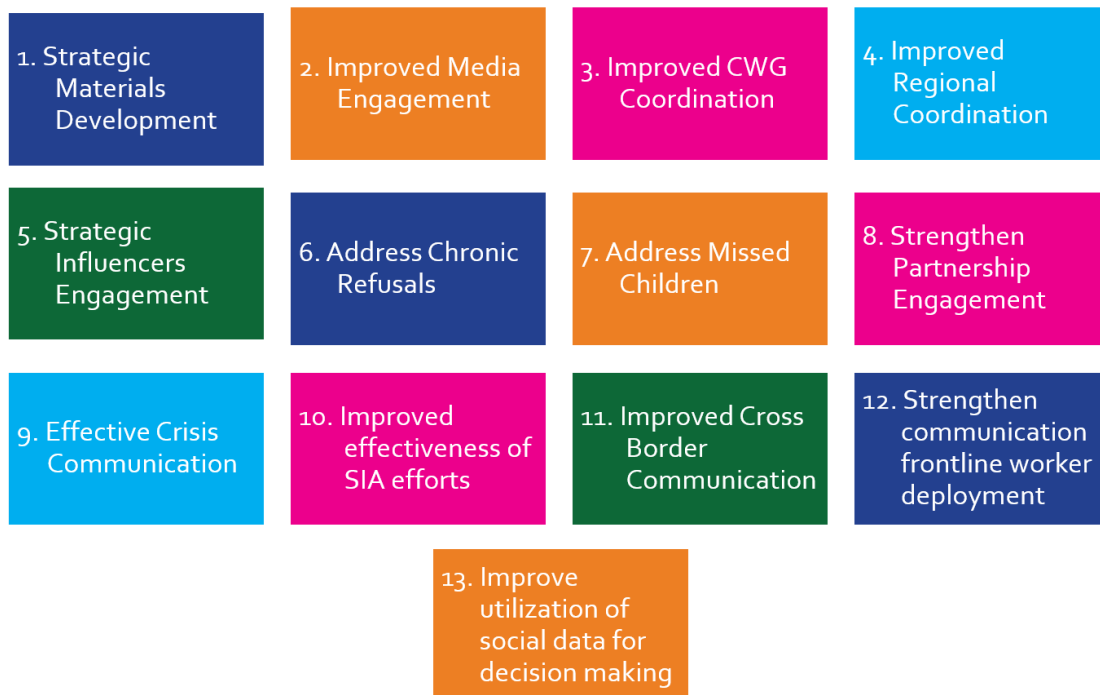 1. Strategic
Materials
Development
2. Improved Media
Engagement
3. Improved CWG
Coordination
4. Improved
Regional
Coordination
5. Strategic
Influencers
Engagement
6. Address Chronic
Refusals
7. Address Missed
Children
8. Strengthen
Partnership
Engagement
9. Effective Crisis
Communication
10. Improved
effectiveness of
SIA efforts
11. Improved Cross
Border
Communication
12. Strengthen
communication
frontline worker
deployment
13. Improve
utilization of
social data for
decision making